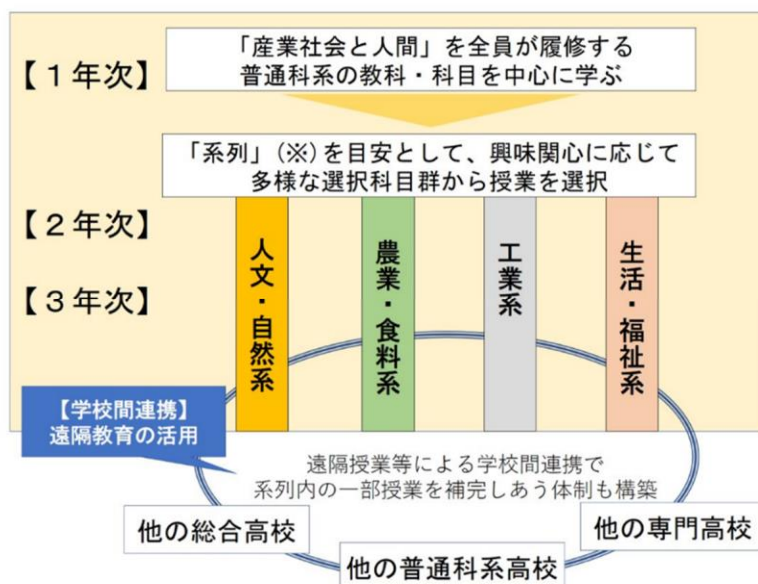 【１年次】
「産業社会と人間」を全員が履修する
普通科系の教科・科目を中心に学ぶ
「系列」(※)を目安として、興味関心に応じて
多様な選択科目群から授業を選択
【２年次】
【３年次】
人文・自然系
農業・食料系
工業系
生活・福祉系
【学校間連携】
遠隔教育の活用
遠隔授業等による学校間連携で
系列内の一部授業を補完しあう体制も構築
他の総合高校
他の普通科系高校
他の専門高校